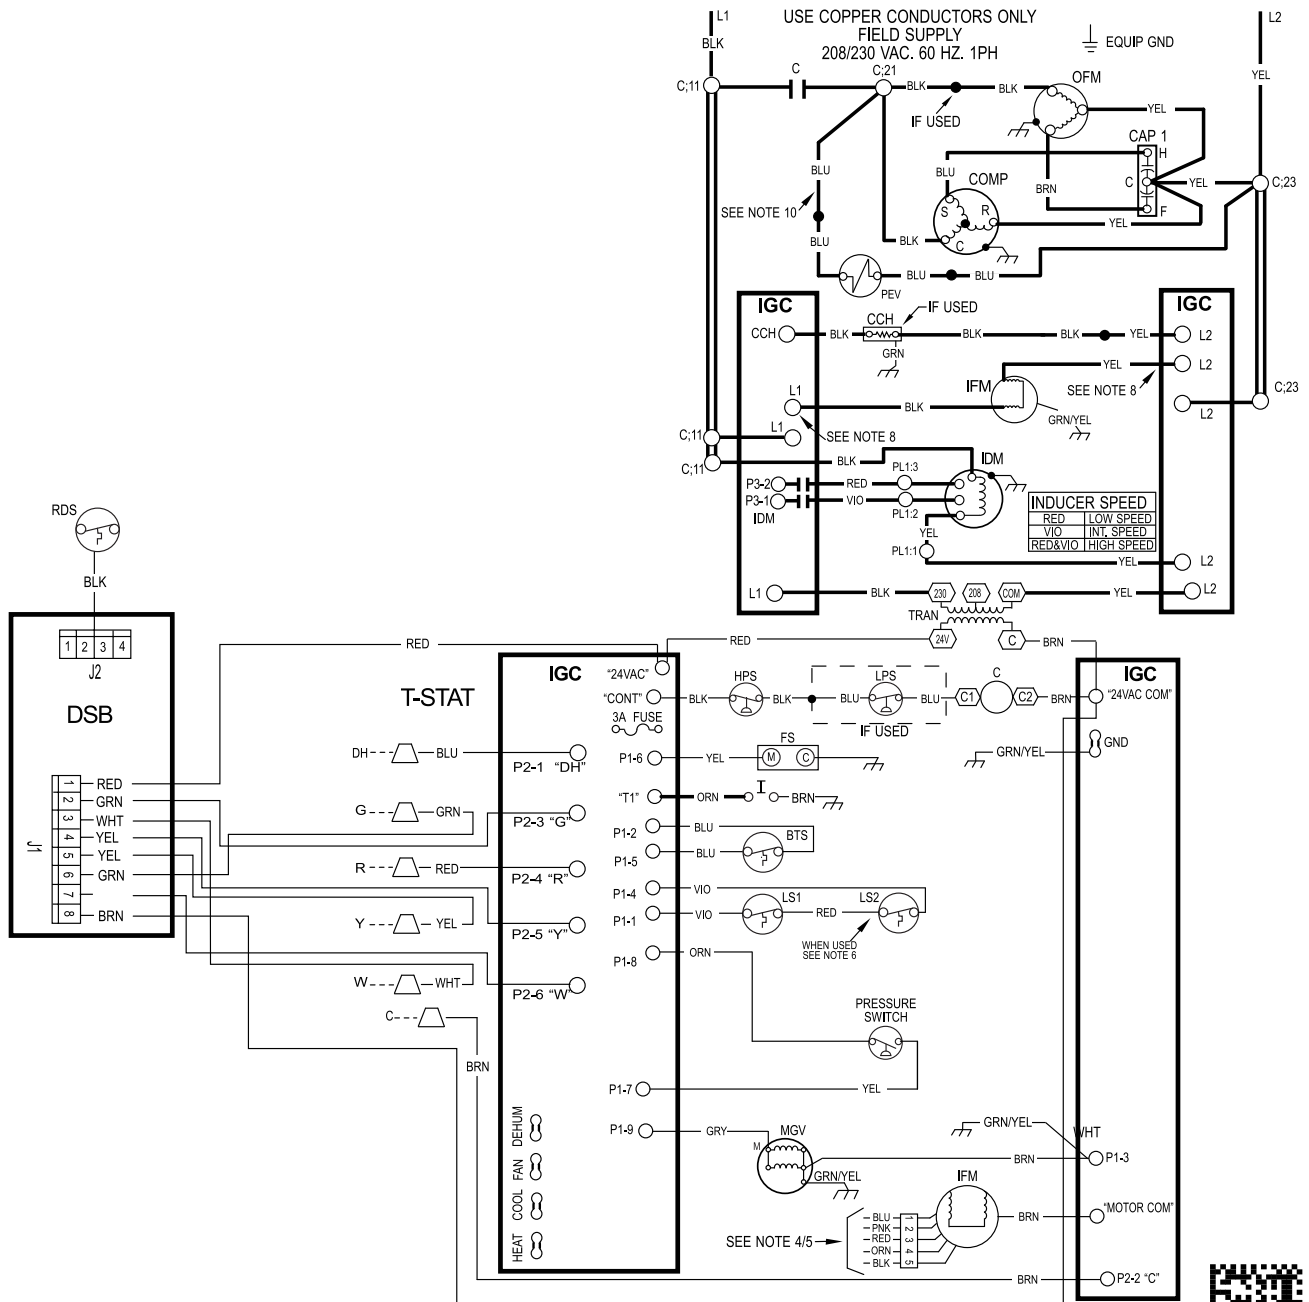 L1
USE COPPER CONDUCTORS ONLY
FIELD SUPPLY
208/230 VAC. 60 HZ. 1PH
EQUIP GND
L2
BLK
YEL
C;11
C
C;21
BLK
BLK
IF USED
OFM
YEL
CAP 1
H
C
F
YEL
C;23
BLU
SEE NOTE 10
BLU
BLU
COMP
S
R
C
BRN
YEL
BLK
BLU
BLU
PEV
IGC
IGC
CCH
BLK
CCH
IF USED
GRN
BLK
BLK
YEL
L2
YEL
L2
SEE NOTE 8
IFM
L1
BLK
GRN/YEL
L2
C;23
C;11
L1
SEE NOTE 8
C;11
BLK
PL1:3
IDM
P3-2
RED
P3-1
VIO
IDM
PL1:2
YEL
PL1:1
INDUCER SPEED
RED LOW SPEED
VIO INT. SPEED
RED&VIO HIGH SPEED
YEL
L2
L1
BLK
230
208
COM
YEL
L2
TRAN
24V
C
RED
BRN
RDS
BLK
1 2 3 4
J2
DSB
J1
1 RED
2 GRN
3 WHT
4 YEL
5 YEL
6 GRN
7
8 BRN
RED
T-STAT
DH BLU
G GRN
R RED
Y YEL
W WHT
C
BRN
IGC
"24VAC"
"CONT"
3A FUSE
P2-1 "DH"
P2-3 "G"
P2-4 "R"
P2-5 "Y"
P2-6 "W"
P1-6
"T1"
P1-2
P1-5
P1-4
P1-1
P1-8
P1-7
P1-9
DEHUM
FAN
COOL
HEAT
BLK
HPS
BLK
BLU
LPS
BLU
IF USED
C1
C
C2
BRN
YEL
FS
M
C
ORN
I
BRN
BLU
BLU
BTS
VIO
VIO
LS1
RED
LS2
WHEN USED
SEE NOTE 6
ORN
PRESSURE
SWITCH
YEL
GRY
MGV
M
GRN/YEL
BRN
GRN/YEL
WHT
IFM
BLU 1
PNK 2
RED 3
ORN 4
BLK 5
SEE NOTE 4/5
BRN
BRN
IGC
"24VAC COM"
GRN/YEL
GND
P1-3
"MOTOR COM"
P2-2 "C"